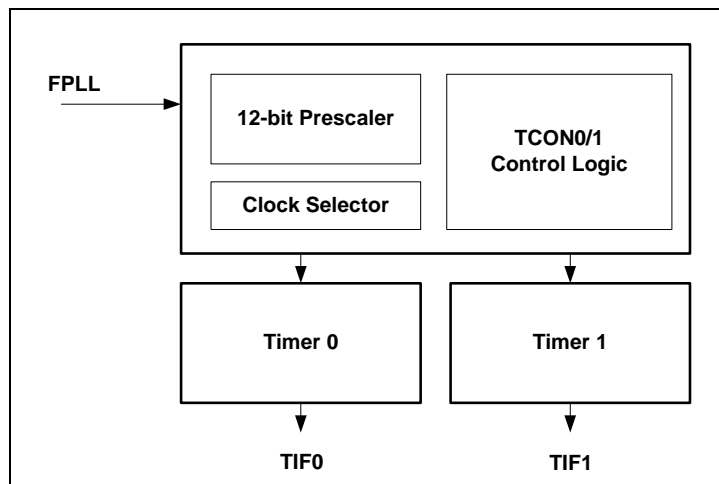 FPLL
12-bit Prescaler
TCON0/1
Control Logic
Clock Selector
Timer 0
Timer 1
TIF0
TIF1